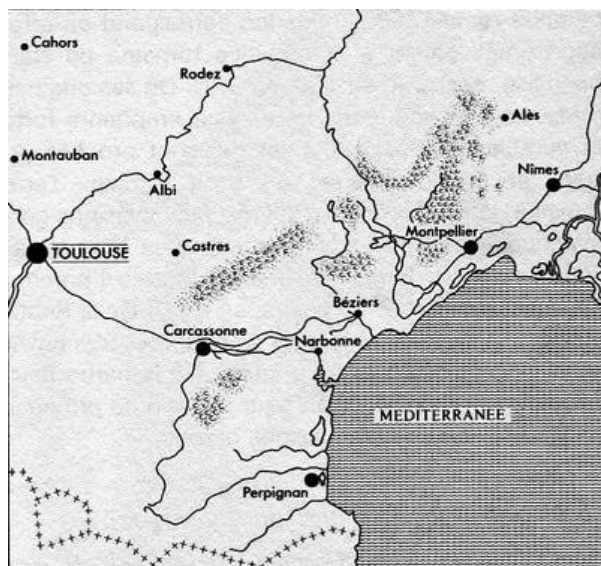 Cahors
Rodez
Alès
Montauban
Albi
Nîmes
Montpellier
TOULOUSE
Castres
Béziers
Carcassonne
Narbonne
MEDITERRANEE
Perpignan